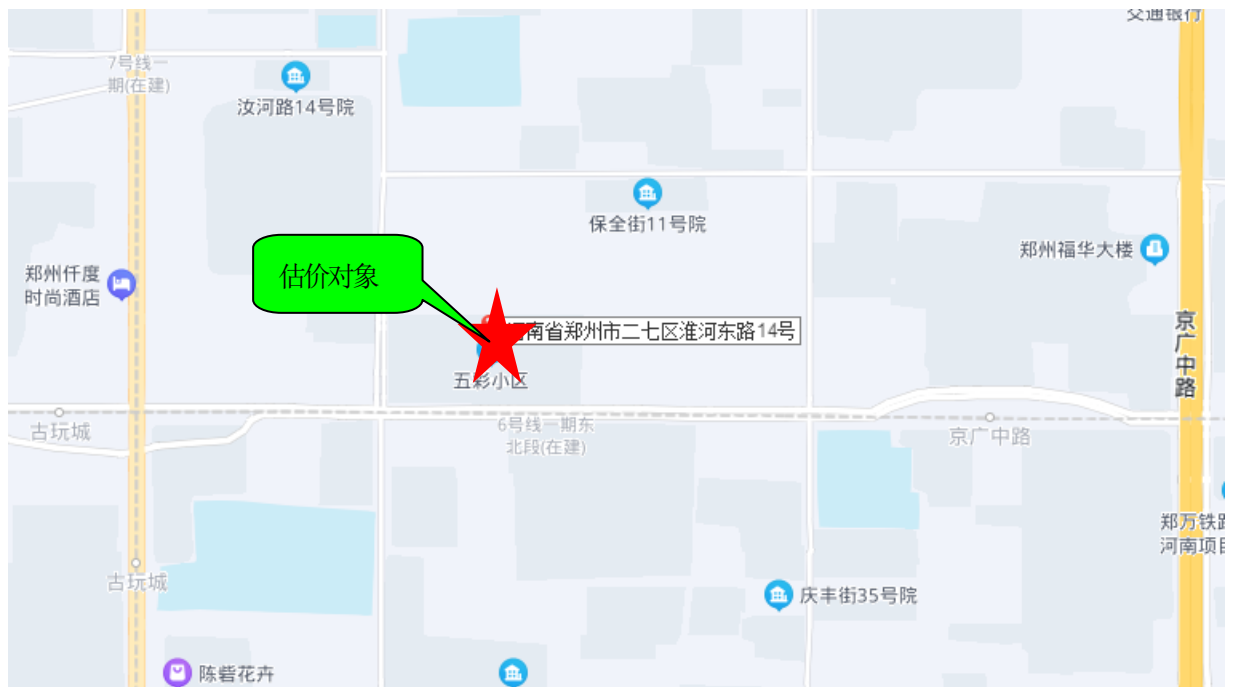 交通银行
7号线一
期(在建)
汝河路14号院
保全街11号院
郑州福华大楼
郑州仟度
时尚酒店
估价对象
河南省郑州市二七区淮河东路14号
五彩小区
京广中路
古玩城
6号线一期东
北段(在建)
京广中路
古玩城
郑万铁路
河南项目
庆丰街35号院
陈砦花卉